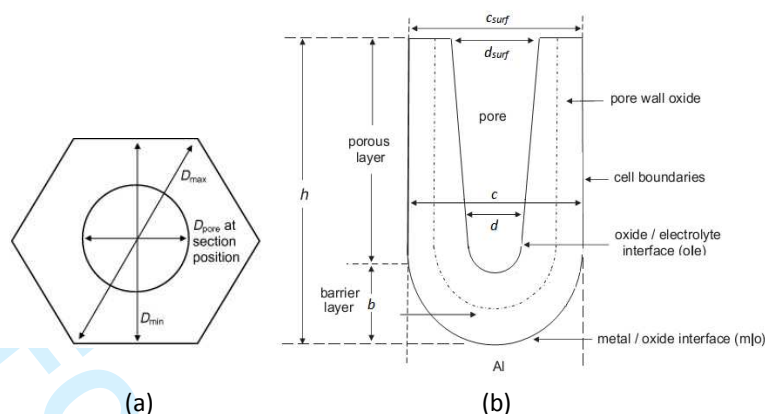 D_max
D_pore at
section
position
D_min
(a)
c_surf
d_surf
pore
pore wall oxide
porous
layer
cell boundaries
h
c
d
oxide / electrolyte
interface (ole)
barrier
layer
b
metal / oxide interface (m|o)
Al
(b)